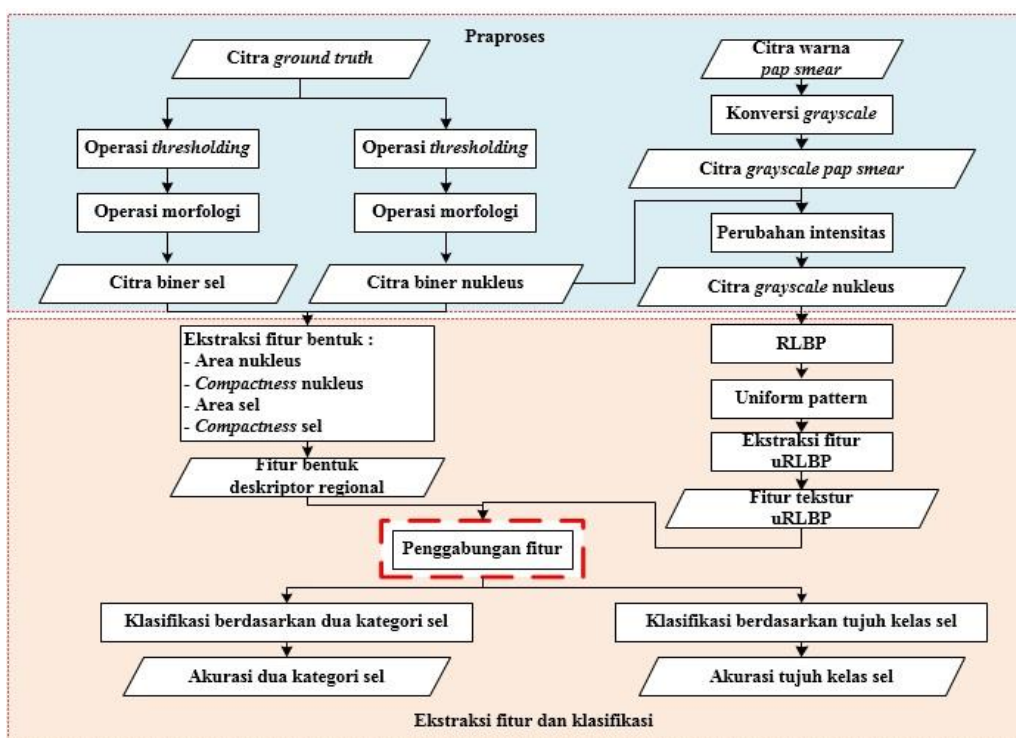 Praproses
Citra ground truth
Citra warna
pap smear
Konversi grayscale
Operasi thresholding
Operasi thresholding
Citra grayscale pap smear
Operasi morfologi
Operasi morfologi
Perubahan intensitas
Citra biner sel
Citra biner nukleus
Citra grayscale nukleus
Ekstraksi fitur bentuk :
- Area nukleus
- Compactness nukleus
- Area sel
- Compactness sel
RLBP
Uniform pattern
Ekstraksi fitur
uRLBP
Fitur bentuk
deskriptor regional
Fitur tekstur
uRLBP
Penggabungan fitur
Klasifikasi berdasarkan dua kategori sel
Klasifikasi berdasarkan tujuh kelas sel
Akurasi dua kategori sel
Akurasi tujuh kelas sel
Ekstraksi fitur dan klasifikasi